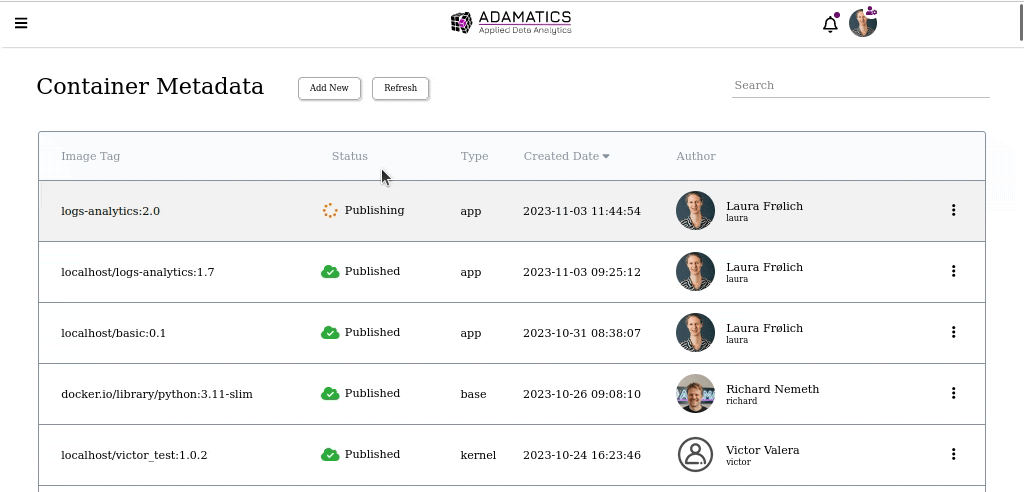 ADAMATICS
Applied Data Analytics
Container Metadata
Add New
Refresh
Search
Image Tag Status Type Created Date Author
logs-analytics:2.0 Publishing app 2023-11-03 11:44:54 Laura Frølich
laura
localhost/logs-analytics:1.7 Published app 2023-11-03 09:25:12 Laura Frølich
laura
localhost/basic:0.1 Published app 2023-10-31 08:38:07 Laura Frølich
laura
docker.io/library/python:3.11-slim Published base 2023-10-26 09:08:10 Richard Nemeth
richard
localhost/victor_test:1.0.2 Published kernel 2023-10-24 16:23:46 Victor Valera
victor